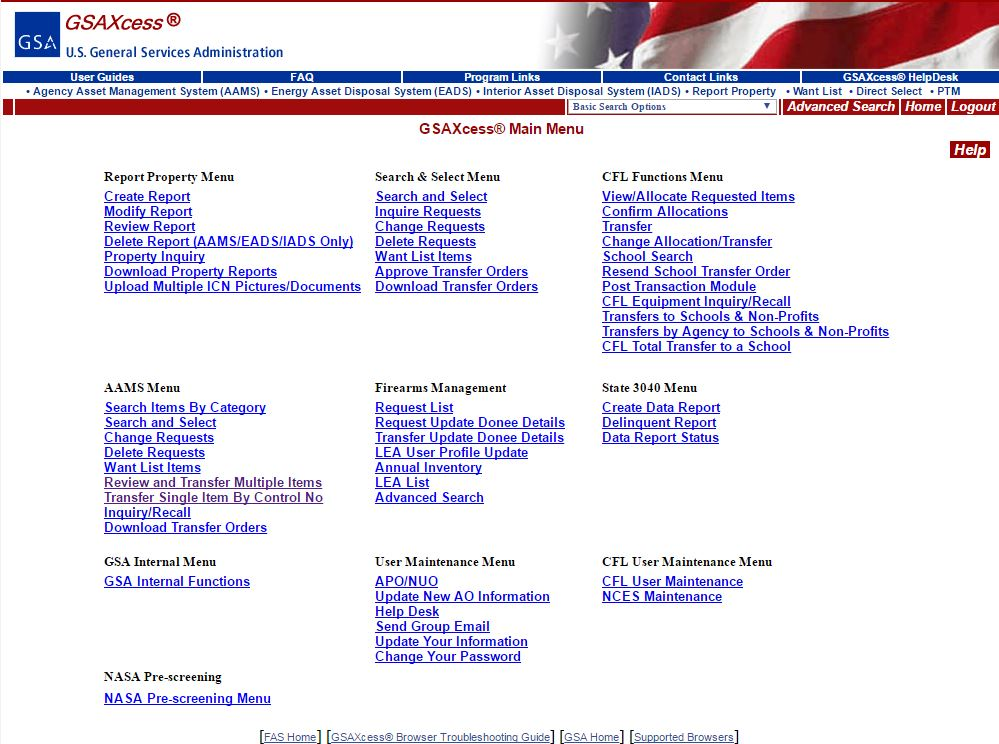 GSAXcess ®
GSA
U.S. General Services Administration
User Guides FAQ Program Links Contact Links GSAXcess® HelpDesk
• Agency Asset Management System (AAMS) • Energy Asset Disposal System (EADS) • Interior Asset Disposal System (IADS) • Report Property • Want List • Direct Select • PTM
Basic Search Options ▼ Advanced Search Home Logout
GSAXcess® Main Menu
Help
Report Property Menu
Create Report
Modify Report
Review Report
Delete Report (AAMS/EADS/IADS Only)
Property Inquiry
Download Property Reports
Upload Multiple ICN Pictures/Documents
Search & Select Menu
Search and Select
Inquire Requests
Change Requests
Delete Requests
Want List Items
Approve Transfer Orders
Download Transfer Orders
CFL Functions Menu
View/Allocate Requested Items
Confirm Allocations
Transfer
Change Allocation/Transfer
School Search
Resend School Transfer Order
Post Transaction Module
CFL Equipment Inquiry/Recall
Transfers to Schools & Non-Profits
Transfers by Agency to Schools & Non-Profits
CFL Total Transfer to a School
AAMS Menu
Search Items By Category
Search and Select
Change Requests
Delete Requests
Want List Items
Review and Transfer Multiple Items
Transfer Single Item By Control No
Inquiry/Recall
Download Transfer Orders
Firearms Management
Request List
Request Update Donee Details
Transfer Update Donee Details
LEA User Profile Update
Annual Inventory
LEA List
Advanced Search
State 3040 Menu
Create Data Report
Delinquent Report
Data Report Status
GSA Internal Menu
GSA Internal Functions
User Maintenance Menu
APO/NUO
Update New AO Information
Help Desk
Send Group Email
Update Your Information
Change Your Password
CFL User Maintenance Menu
CFL User Maintenance
NCES Maintenance
NASA Pre-screening
NASA Pre-screening Menu
[FAS Home] [GSAXcess® Browser Troubleshooting Guide] [GSA Home] [Supported Browsers]